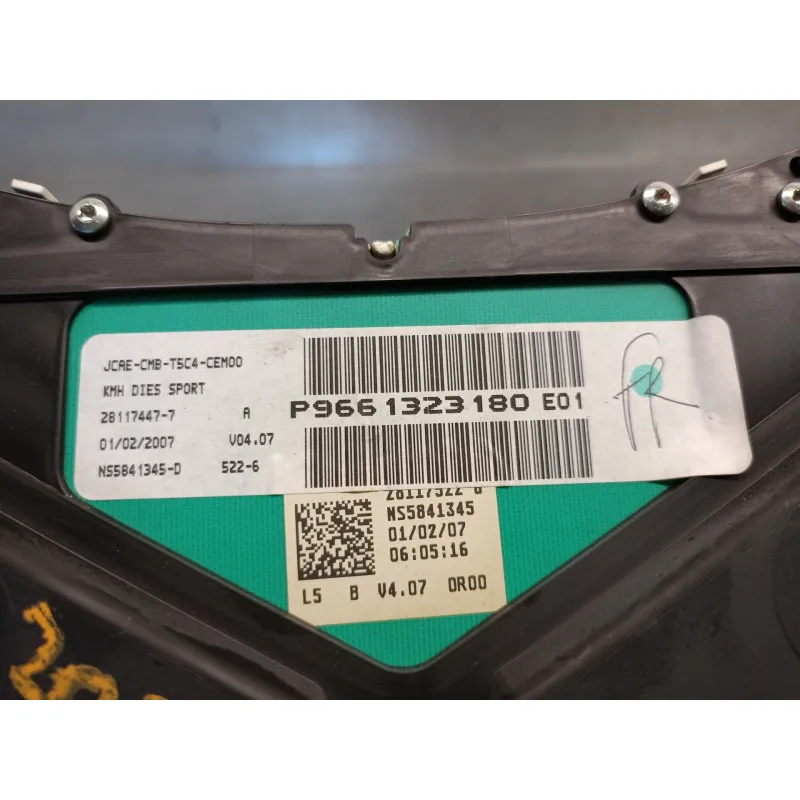 JCAE-CMB-T5C4-CEM00
KMH DIES SPORT
28117447-7 A
01/02/2007 V04.07
NS5841345-D 522-6
P9661323180 E01
NS5841345
01/02/07
06:05:16
L5 B V4.07 0R00